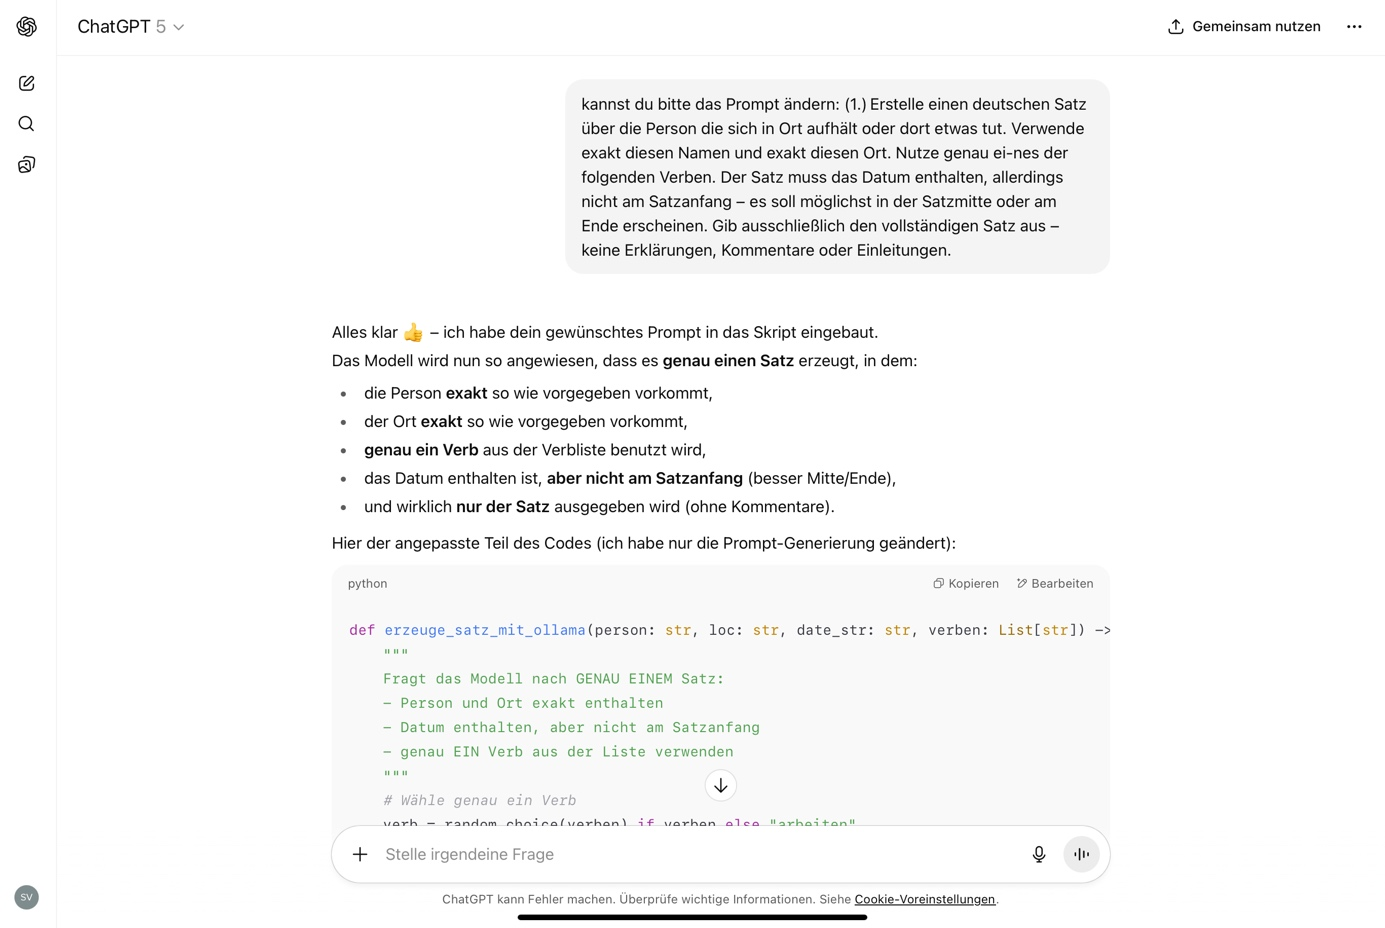 ChatGPT 5
Gemeinsam nutzen
kannst du bitte das Prompt ändern: (1.) Erstelle einen deutschen Satz
über die Person die sich in Ort aufhält oder dort etwas tut. Verwende
exakt diesen Namen und exakt diesen Ort. Nutze genau ei-nes der
folgenden Verben. Der Satz muss das Datum enthalten, allerdings
nicht am Satzanfang – es soll möglichst in der Satzmitte oder am
Ende erscheinen. Gib ausschließlich den vollständigen Satz aus –
keine Erklärungen, Kommentare oder Einleitungen.
Alles klar 👍 – ich habe dein gewünschtes Prompt in das Skript eingebaut.
Das Modell wird nun so angewiesen, dass es genau einen Satz erzeugt, in dem:
• die Person exakt so wie vorgegeben vorkommt,
• der Ort exakt so wie vorgegeben vorkommt,
• genau ein Verb aus der Verbliste benutzt wird,
• das Datum enthalten ist, aber nicht am Satzanfang (besser Mitte/Ende),
• und wirklich nur der Satz ausgegeben wird (ohne Kommentare).
Hier der angepasste Teil des Codes (ich habe nur die Prompt-Generierung geändert):
python
Kopieren
Bearbeiten
def erzeuge_satz_mit_ollama(person: str, loc: str, date_str: str, verben: List[str]) ->
"""
Fragt das Modell nach GENAU EINEM Satz:
- Person und Ort exakt enthalten
- Datum enthalten, aber nicht am Satzanfang
- genau EIN Verb aus der Liste verwenden
"""
# Wähle genau ein Verb
verb = random.choice(verben) if verben else "arbeiten"
Stelle irgendeine Frage
SV
ChatGPT kann Fehler machen. Überprüfe wichtige Informationen. Siehe Cookie-Voreinstellungen.